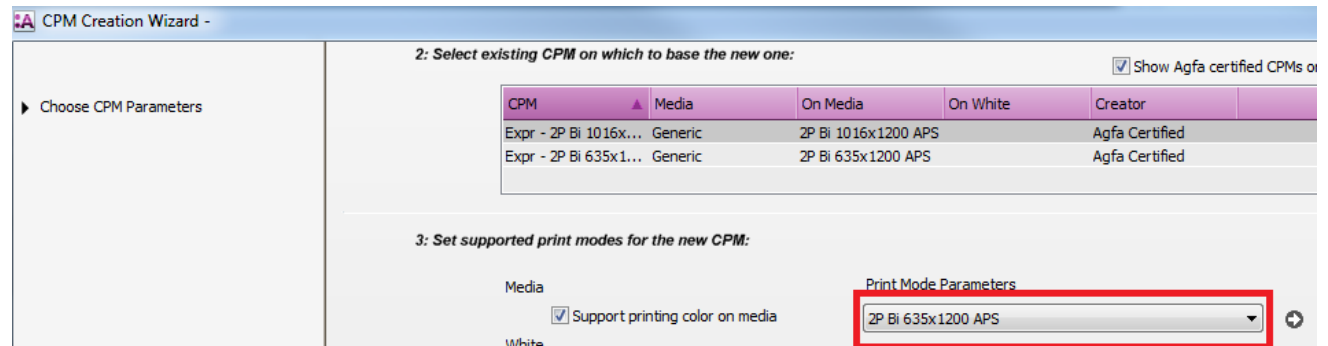 :A CPM Creation Wizard -
2: Select existing CPM on which to base the new one:
Show Agfa certified CPMs
Choose CPM Parameters
CPM Media On Media On White Creator
Expr - 2P Bi 1016x... Generic 2P Bi 1016x1200 APS Agfa Certified
Expr - 2P Bi 635x1... Generic 2P Bi 635x1200 APS Agfa Certified
3: Set supported print modes for the new CPM:
Media Print Mode Parameters
Support printing color on media 2P Bi 635x1200 APS
White